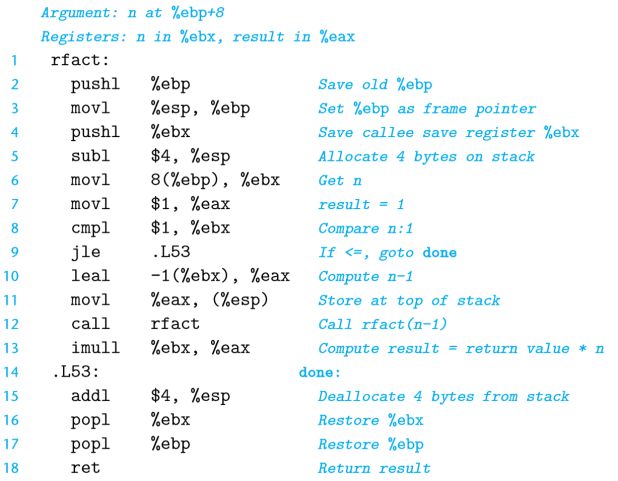 Argument: n at %ebp+8
Registers: n in %ebx, result in %eax
1 rfact:
2 pushl %ebp Save old %ebp
3 movl %esp, %ebp Set %ebp as frame pointer
4 pushl %ebx Save callee save register %ebx
5 subl $4, %esp Allocate 4 bytes on stack
6 movl 8(%ebp), %ebx Get n
7 movl $1, %eax result = 1
8 cmpl $1, %ebx Compare n:1
9 jle .L53 If <=, goto done
10 leal -1(%ebx), %eax Compute n-1
11 movl %eax, (%esp) Store at top of stack
12 call rfact Call rfact(n-1)
13 imull %ebx, %eax Compute result = return value * n
14 .L53: done:
15 addl $4, %esp Deallocate 4 bytes from stack
16 popl %ebx Restore %ebx
17 popl %ebp Restore %ebp
18 ret Return result